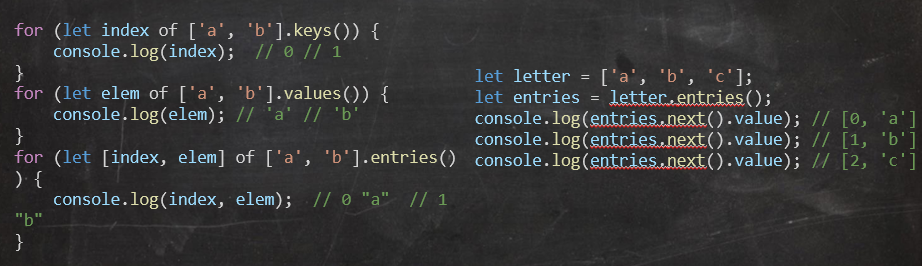 for (let index of ['a', 'b'].keys()) {
    console.log(index);  // 0 // 1
}
for (let elem of ['a', 'b'].values()) {
    console.log(elem); // 'a' // 'b'
}
for (let [index, elem] of ['a', 'b'].entries()
) {
    console.log(index, elem);  // 0 "a"  // 1
"b"
}
let letter = ['a', 'b', 'c'];
let entries = letter.entries();
console.log(entries.next().value); // [0, 'a']
console.log(entries.next().value); // [1, 'b']
console.log(entries.next().value); // [2, 'c']